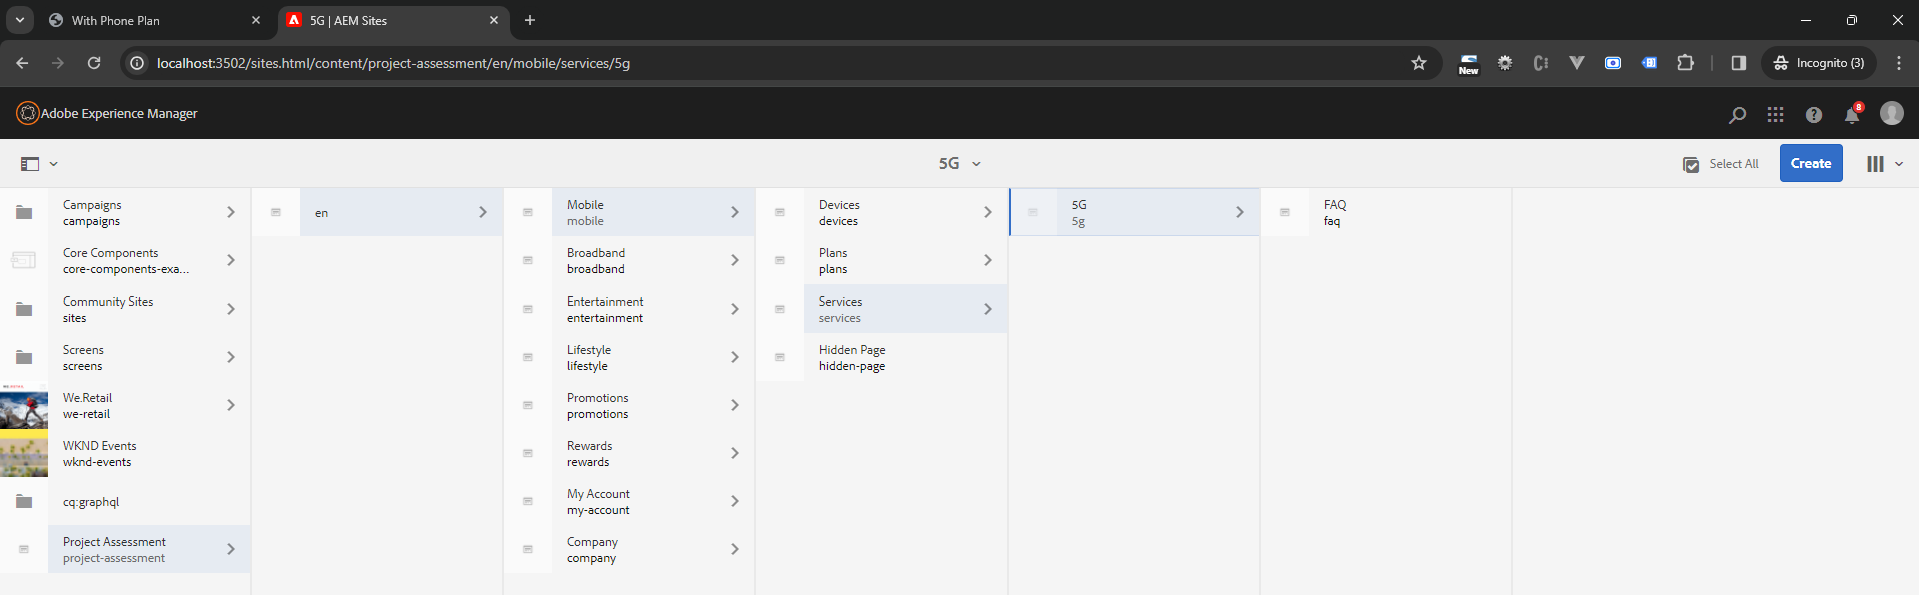 With Phone Plan
5G | AEM Sites
localhost:3502/sites.html/content/project-assessment/en/mobile/services/5g
New
Incognito (3)
Adobe Experience Manager
8
5G
Select All
Create
Campaigns
campaigns
Core Components
core-components-exa...
Community Sites
sites
Screens
screens
We.Retail
we-retail
WKND Events
wknd-events
cq:graphql
Project Assessment
project-assessment
en
Mobile
mobile
Broadband
broadband
Entertainment
entertainment
Lifestyle
lifestyle
Promotions
promotions
Rewards
rewards
My Account
my-account
Company
company
Devices
devices
Plans
plans
Services
services
Hidden Page
hidden-page
5G
5g
FAQ
faq